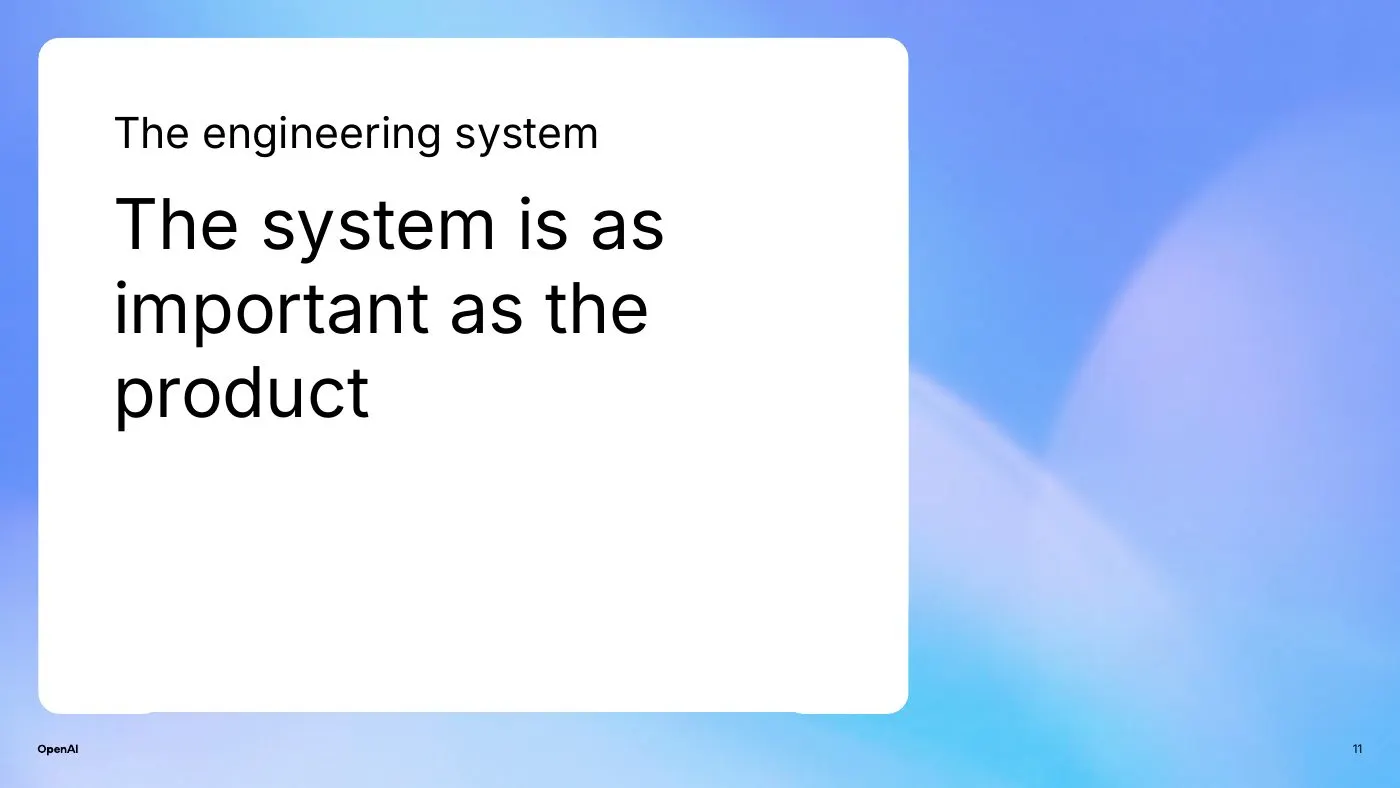 The engineering system
The system is as
important as the
product
OpenAI
11